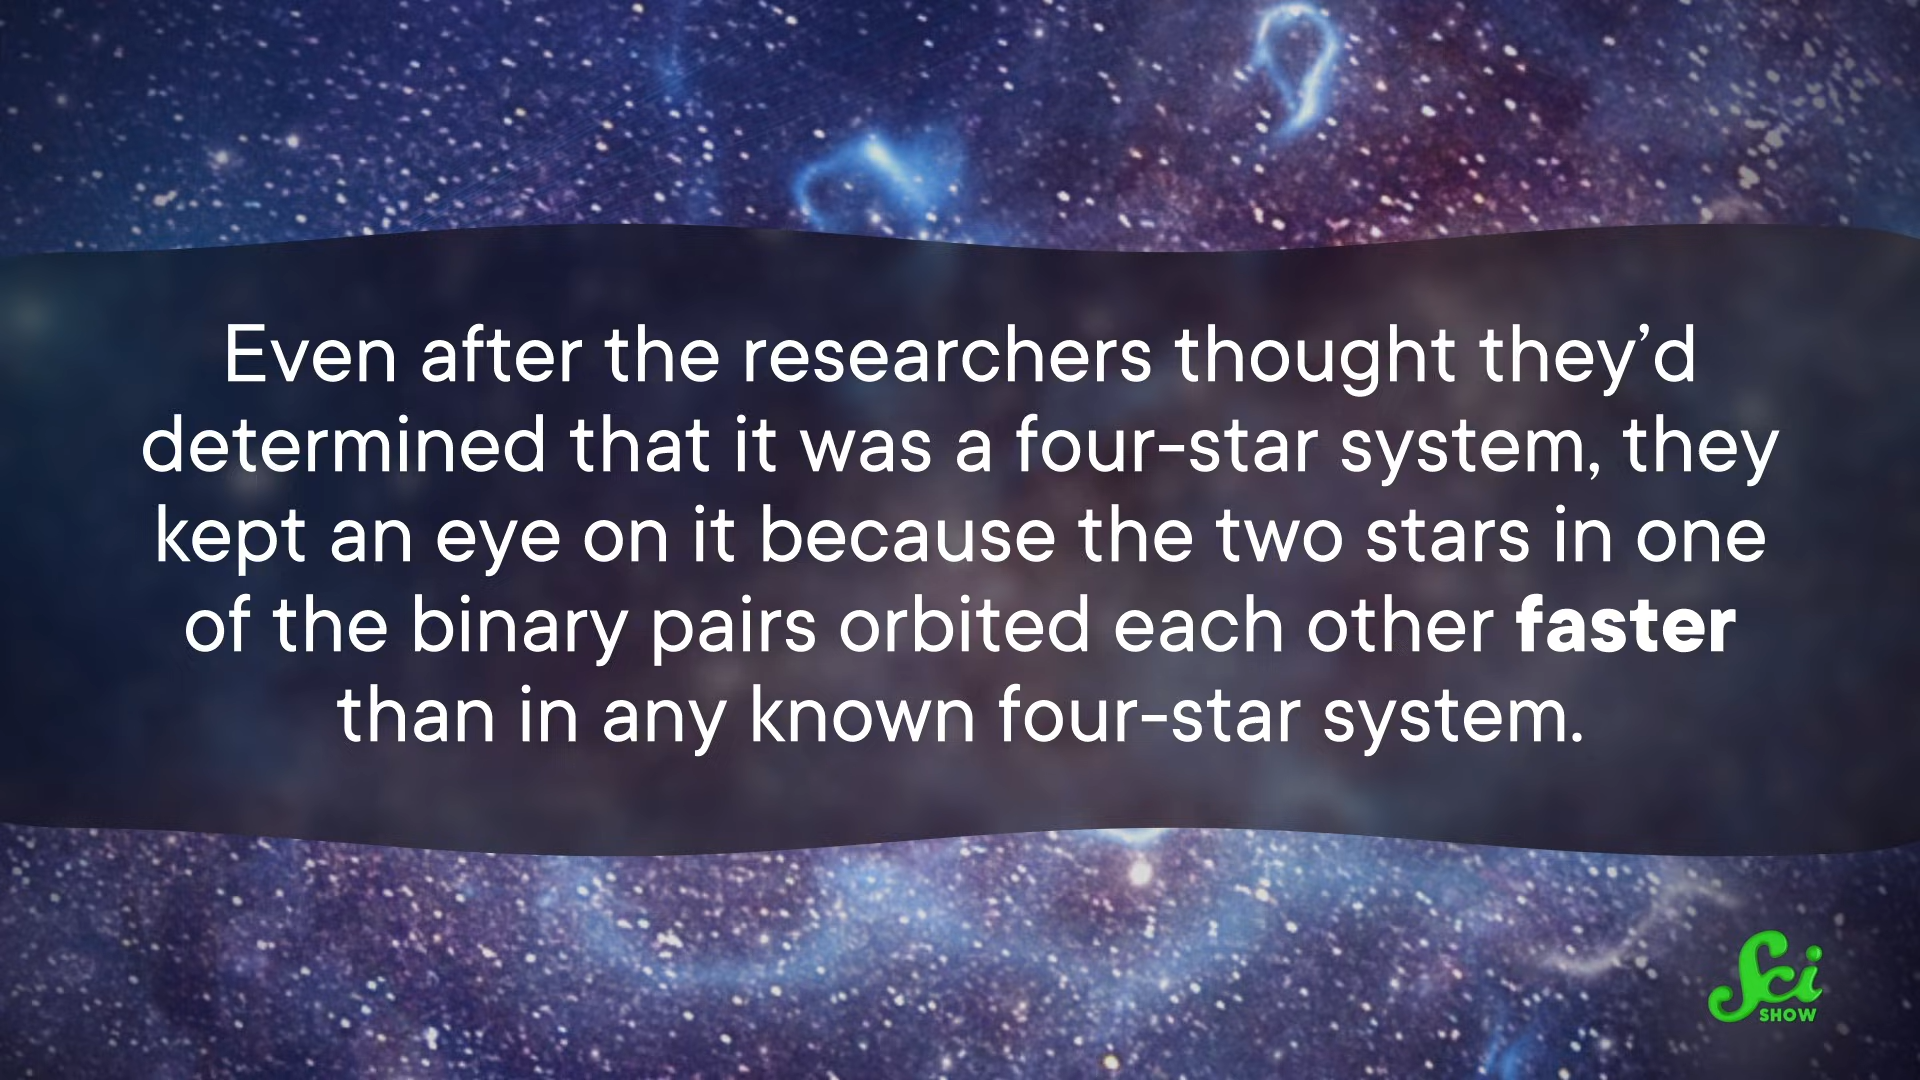 Even after the researchers thought they’d
determined that it was a four-star system, they
kept an eye on it because the two stars in one
of the binary pairs orbited each other faster
than in any known four-star system.
Sci
SHOW